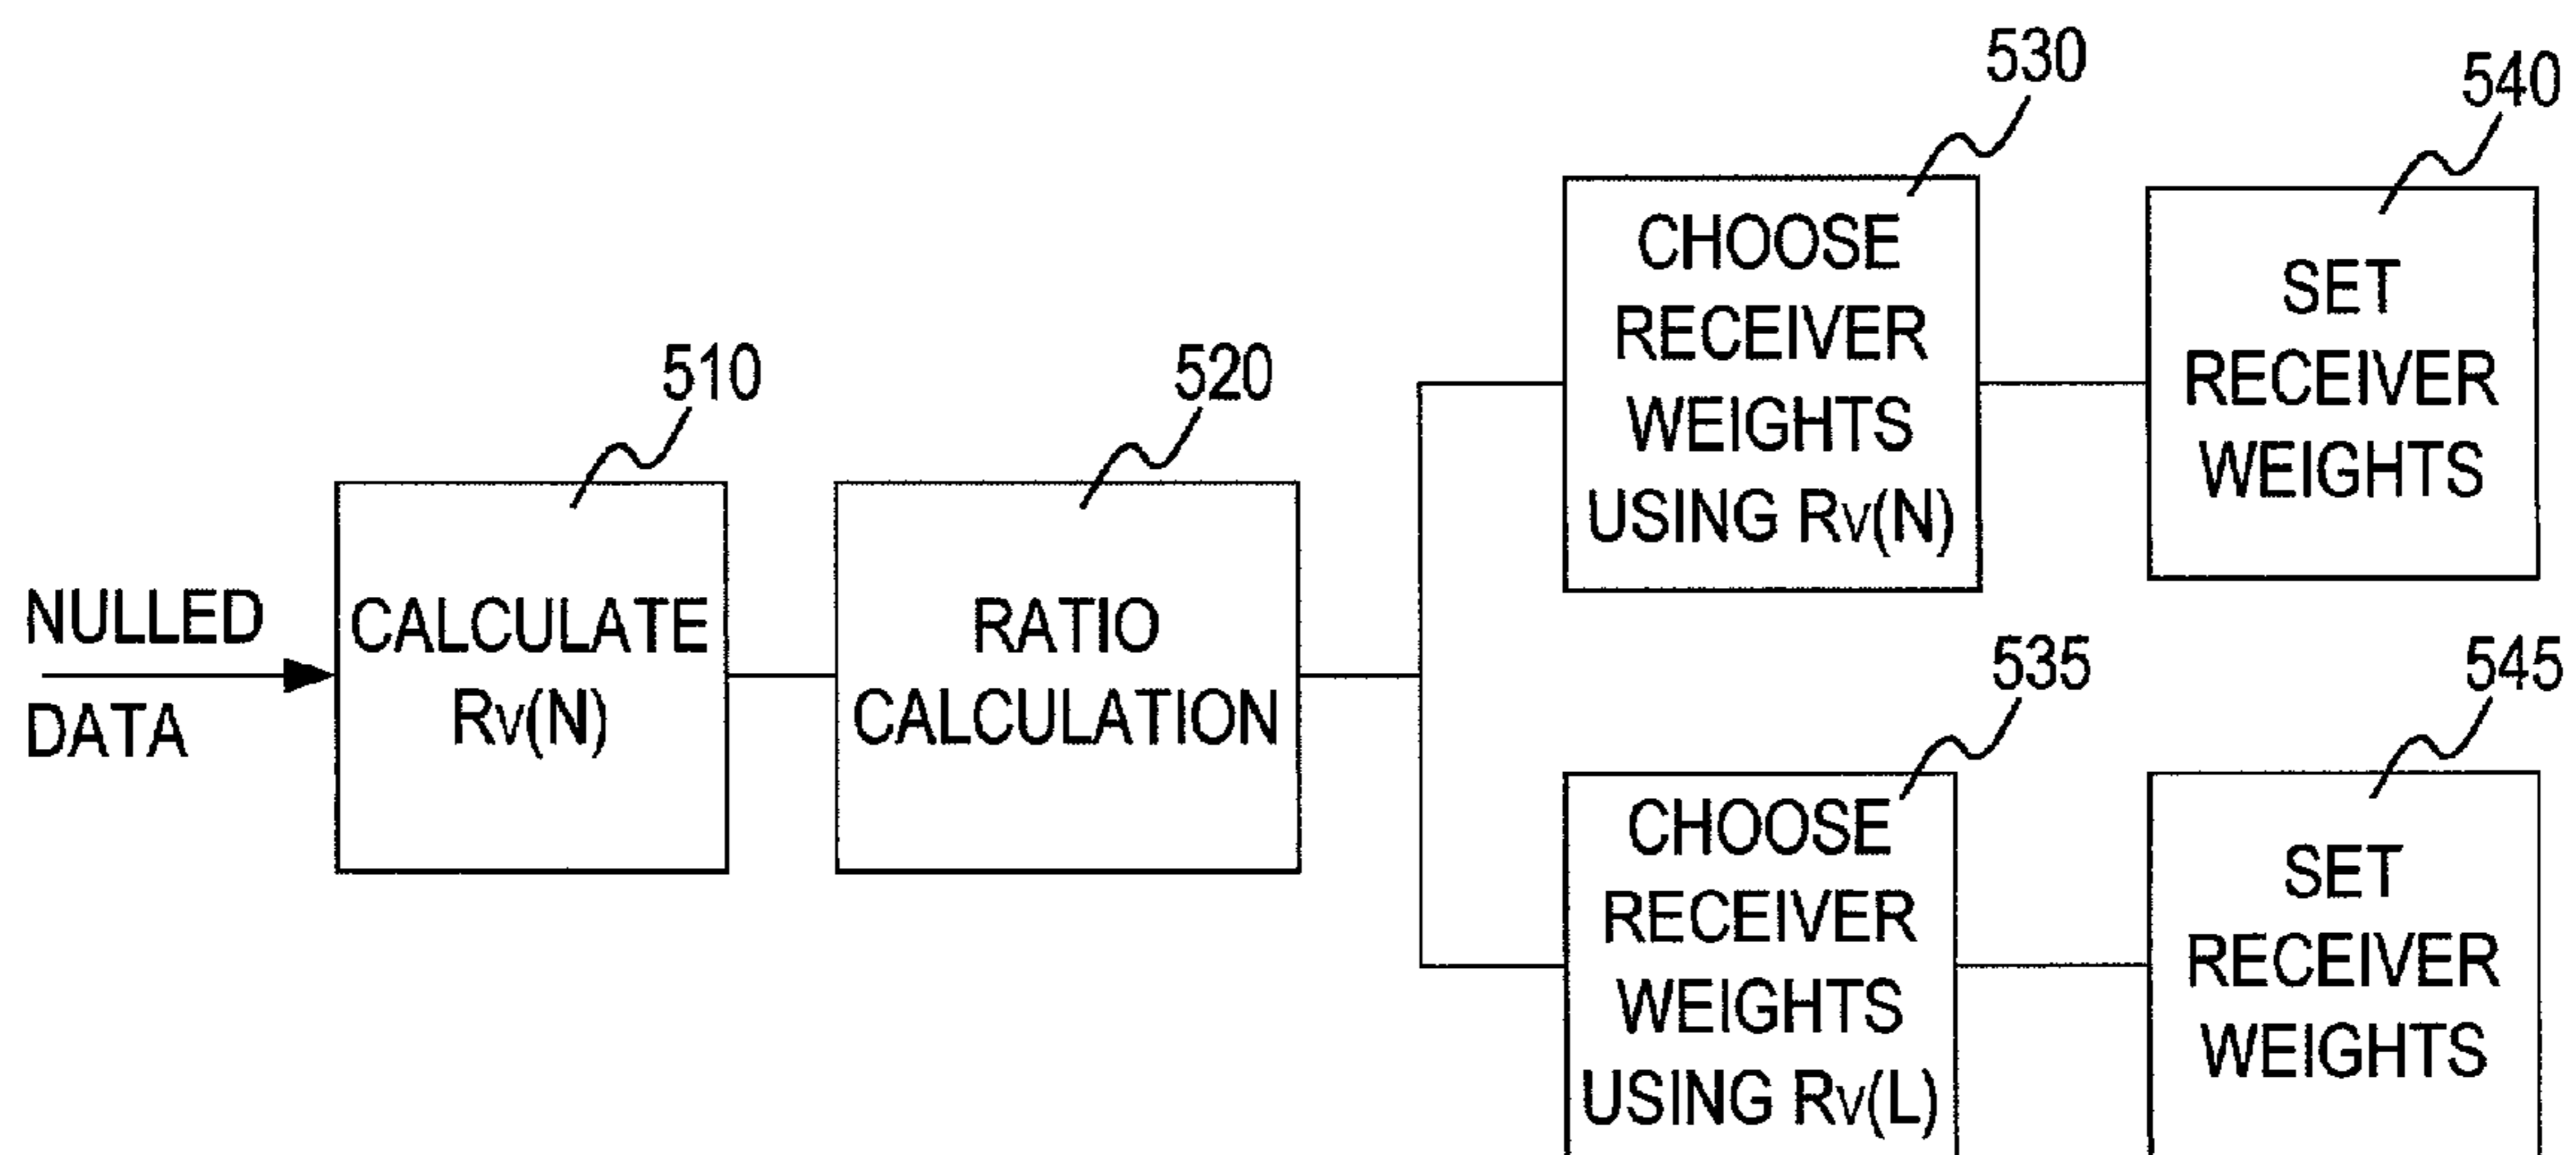 530
540
CHOOSE
RECEIVER
WEIGHTS
USING Rv(N)
SET
RECEIVER
WEIGHTS
510
520
NULLED
DATA
CALCULATE
Rv(N)
RATIO
CALCULATION
535
545
CHOOSE
RECEIVER
WEIGHTS
USING Rv(L)
SET
RECEIVER
WEIGHTS